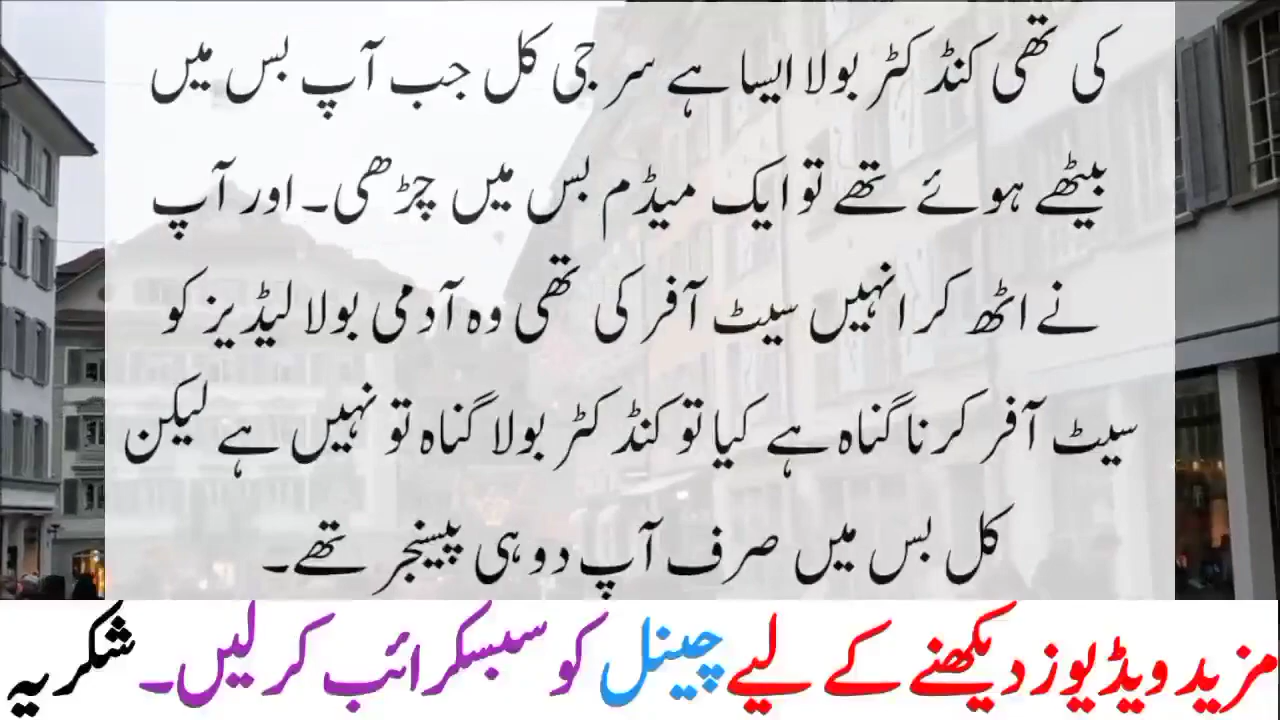 کی تھی کنڈکٹر بولا ایسا ہے سر جی کل جب آپ بس میں
بیٹھے ہوئے تھے تو ایک میڈم بس میں چڑھی۔ اور آپ
نے اٹھ کر انہیں سیٹ آفر کی تھی وہ آدمی بولا لیڈیز کو
سیٹ آفر کرنا گناہ ہے کیا تو کنڈکٹر بولا گناہ تو نہیں ہے لیکن
کل بس میں صرف آپ دو ہی پیسنجر تھے۔
مزید ویڈیوز دیکھنے کے لیے چینل کو سبسکرائب کرلیں۔ شکریہ